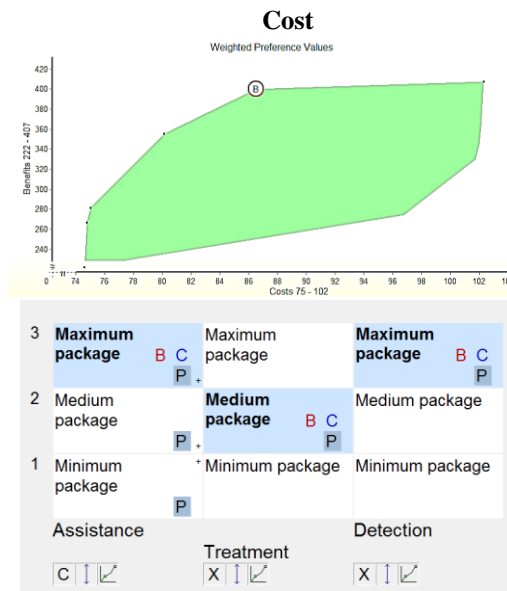 Cost
Weighted Preference Values
420
400
380
360
340
320
300
280
260
240
Benefits 222 - 407
B
0 74 76 78 80 82 84 86 88 90 92 94 96 98 100 102
Costs 75 - 102
3 Maximum package B C P + Maximum package Maximum package B C P
2 Medium package P + Medium package B C P Medium package
1 Minimum package P + Minimum package Minimum package
Assistance Treatment Detection
C X X